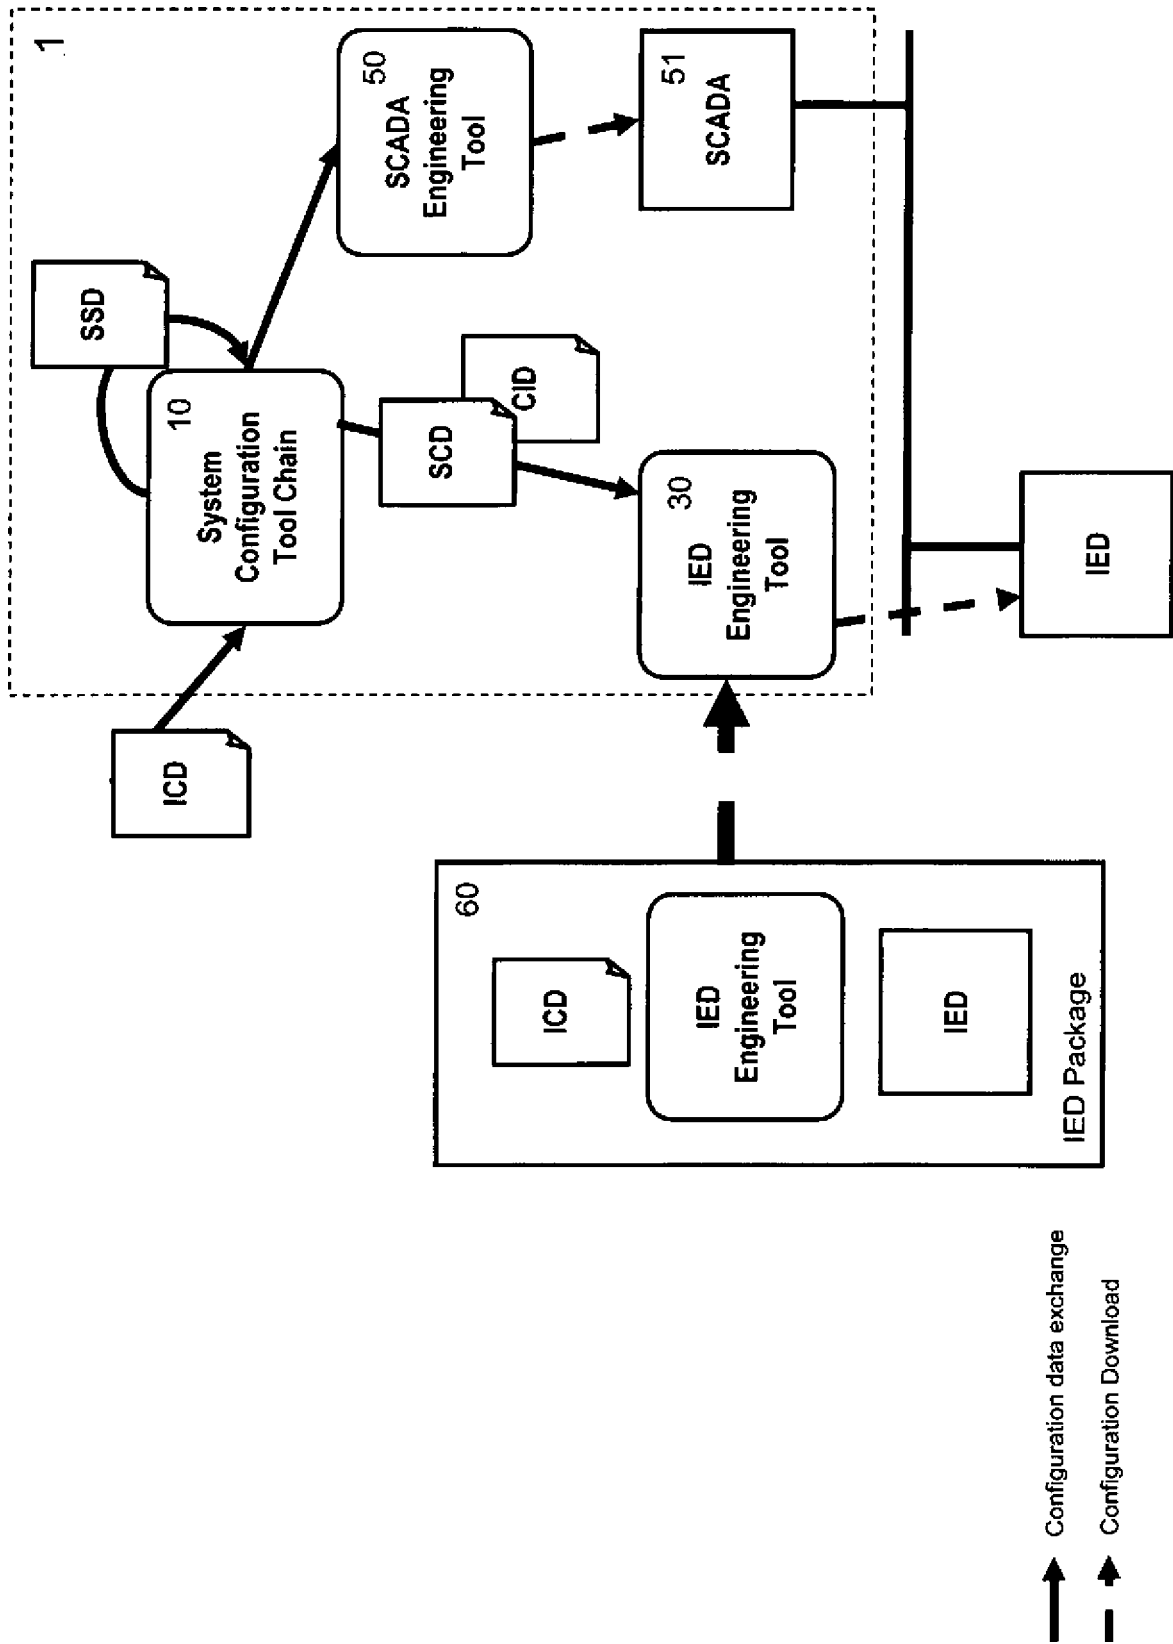 1
SSD
10
System
Configuration
Tool Chain
50
SCADA
Engineering
Tool
ICD
SCD
CID
51
SCADA
30
IED
Engineering
Tool
IED
60
ICD
IED
Engineering
Tool
IED
IED Package
Configuration data exchange
Configuration Download